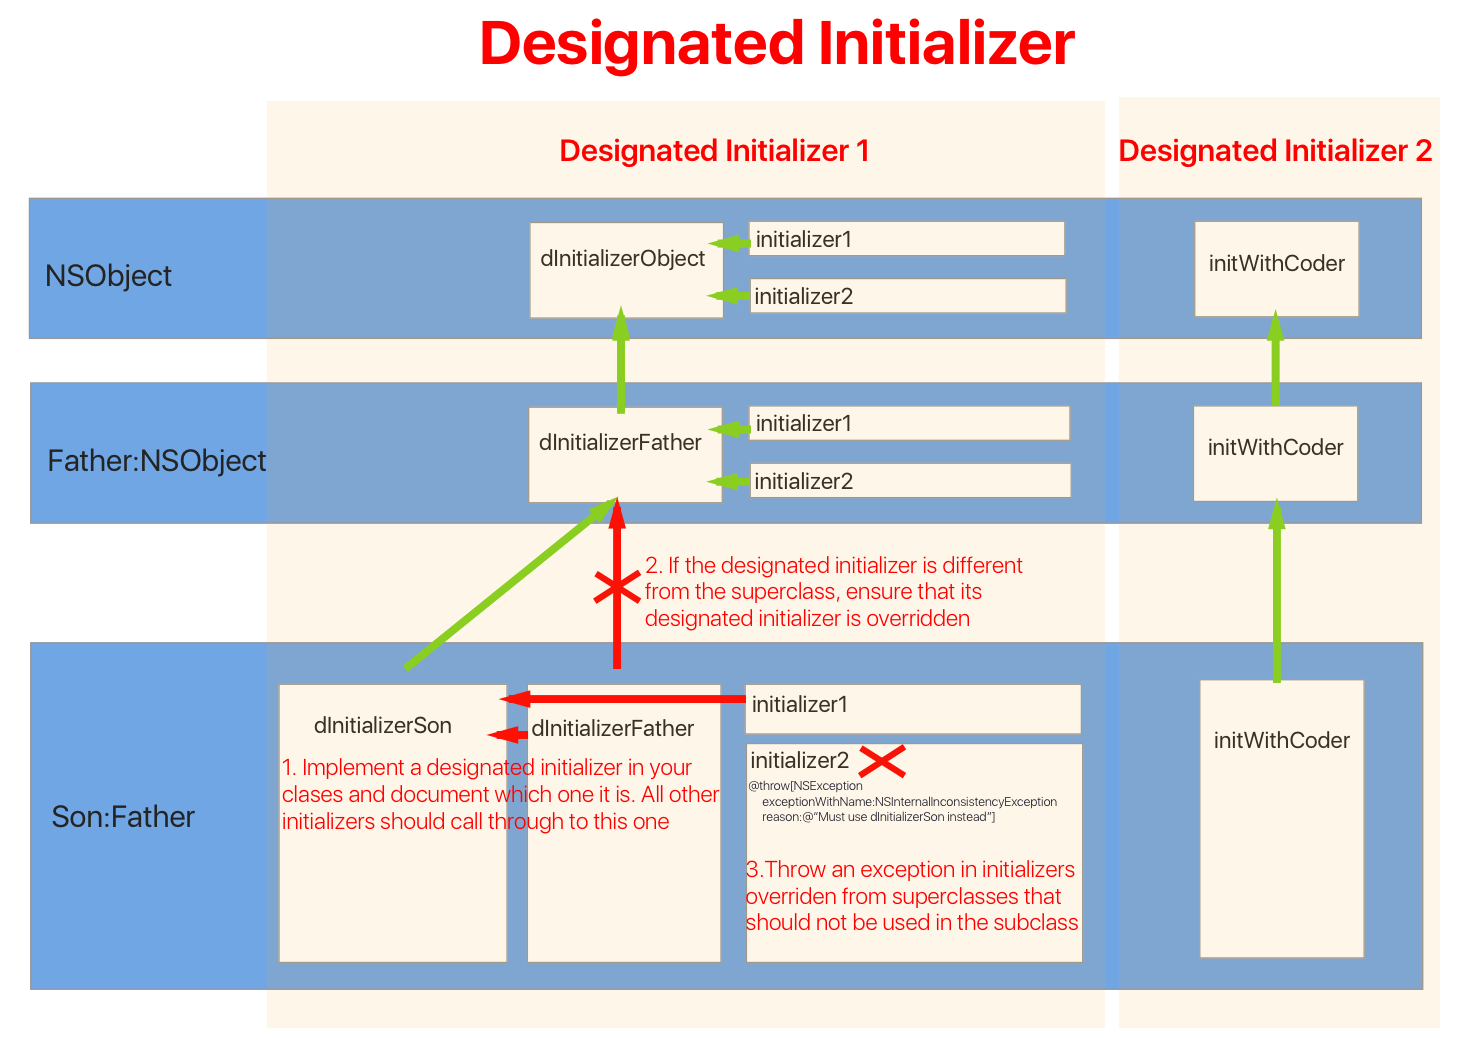 Designated Initializer
Designated Initializer 1
Designated Initializer 2
NSObject
dInitializerObject
initializer1
initializer2
initWithCoder
Father:NSObject
dInitializerFather
initializer1
initializer2
initWithCoder
2. If the designated initializer is different
from the superclass, ensure that its
designated initializer is overridden
Son:Father
dInitializerSon
dInitializerFather
1. Implement a designated initializer in your
clases and document which one it is. All other
initializers should call through to this one
initializer1
initializer2
@throw[NSException
exceptionWithName:NSInternalInconsistencyException
reason:@"Must use dInitializerSon instead"]
3.Throw an exception in initializers
overriden from superclasses that
should not be used in the subclass
initWithCoder